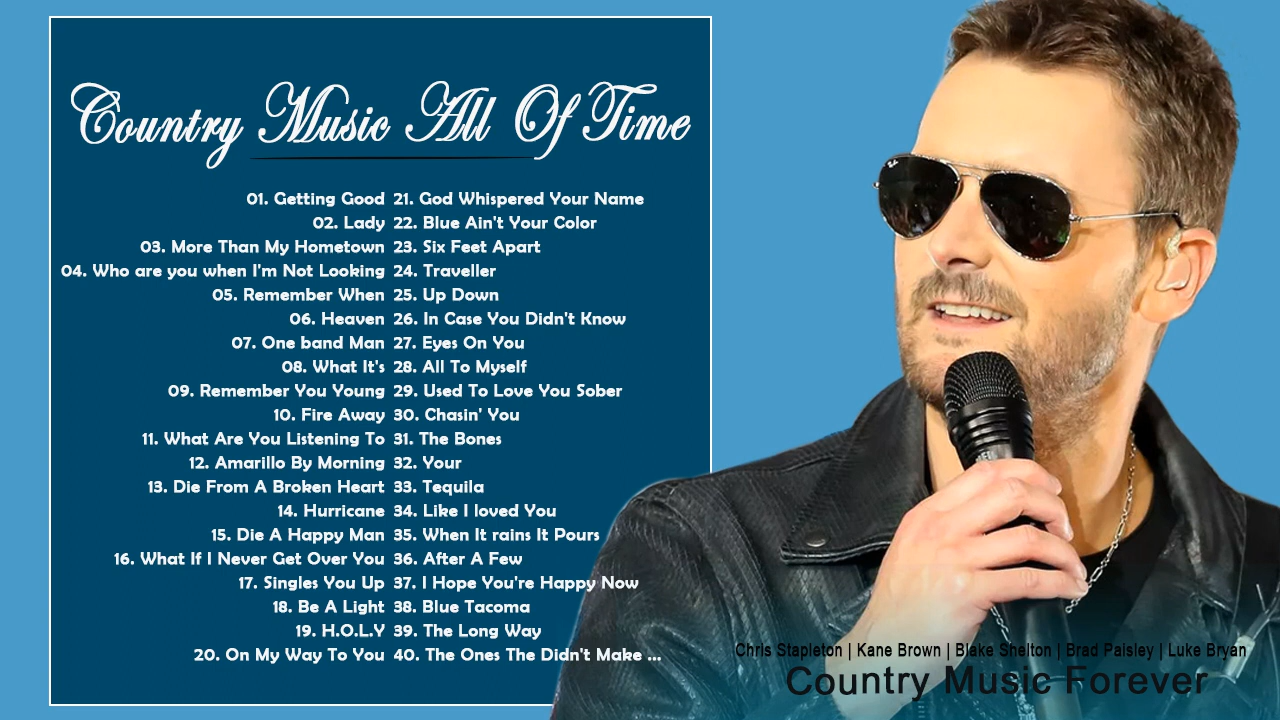 Country Music All Of Time
01. Getting Good
02. Lady
03. More Than My Hometown
04. Who are you when I'm Not Looking
05. Remember When
06. Heaven
07. One band Man
08. What It's
09. Remember You Young
10. Fire Away
11. What Are You Listening To
12. Amarillo By Morning
13. Die From A Broken Heart
14. Hurricane
15. Die A Happy Man
16. What If I Never Get Over You
17. Singles You Up
18. Be A Light
19. H.O.L.Y
20. On My Way To You
21. God Whispered Your Name
22. Blue Ain't Your Color
23. Six Feet Apart
24. Traveller
25. Up Down
26. In Case You Didn't Know
27. Eyes On You
28. All To Myself
29. Used To Love You Sober
30. Chasin' You
31. The Bones
32. Your
33. Tequila
34. Like I loved You
35. When It rains It Pours
36. After A Few
37. I Hope You're Happy Now
38. Blue Tacoma
39. The Long Way
40. The Ones The Didn't Make ...
Ray-Ban
Chris Stapleton | Kane Brown | Blake Shelton | Brad Paisley | Luke Bryan
Country Music Forever